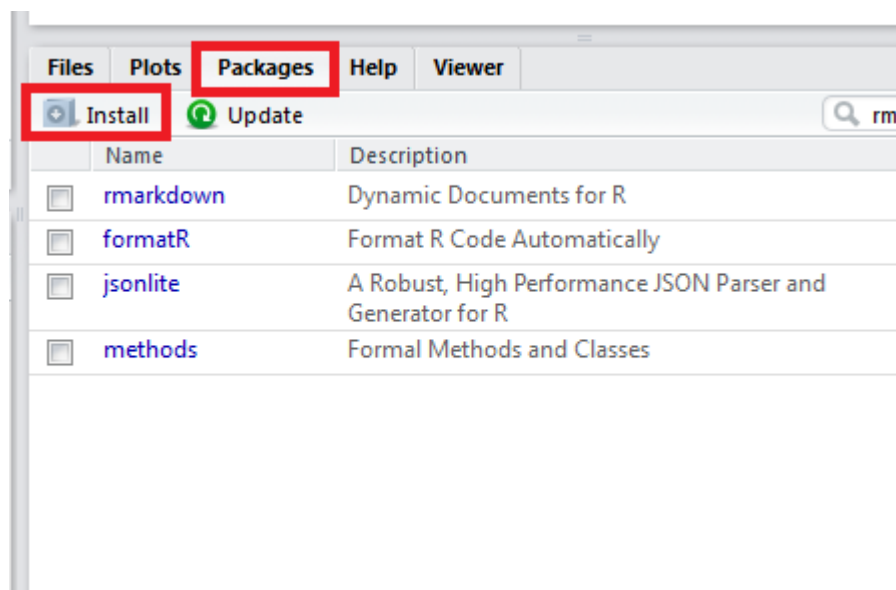 Files Plots Packages Help Viewer
Install Update rm
Name Description
rmarkdown Dynamic Documents for R
formatR Format R Code Automatically
jsonlite A Robust, High Performance JSON Parser and
Generator for R
methods Formal Methods and Classes